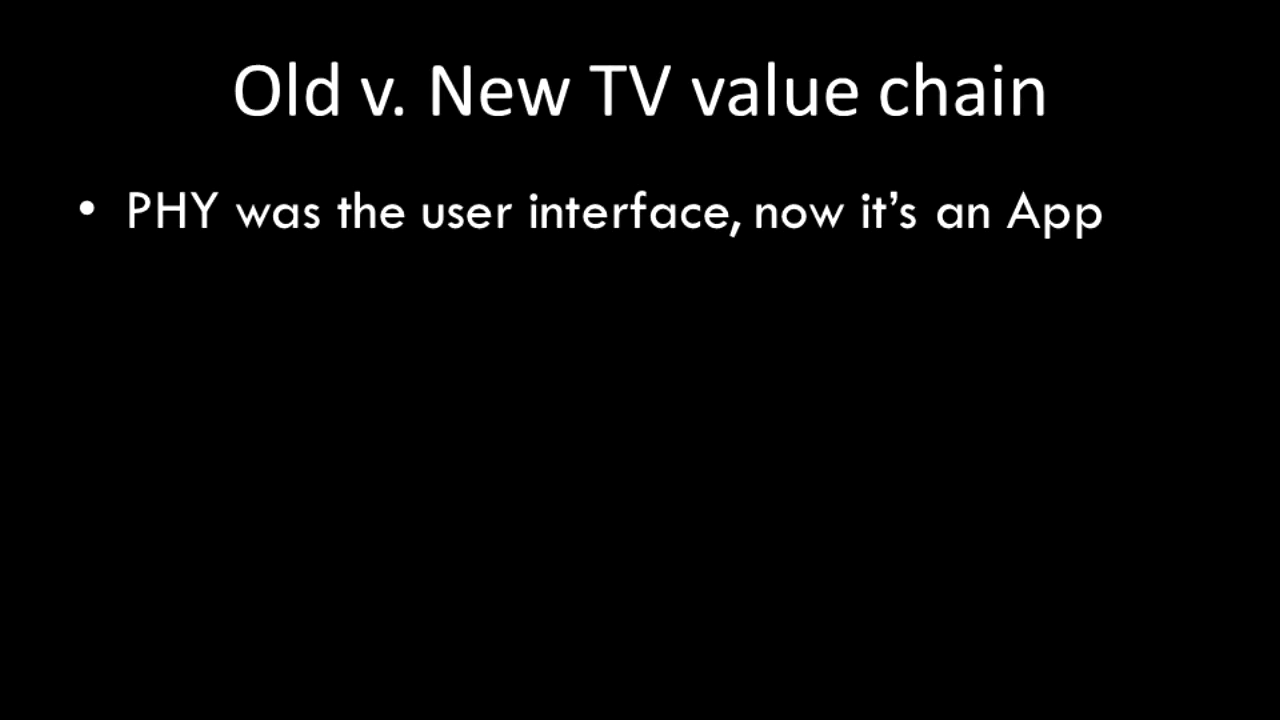 Old v. New TV value chain
• PHY was the user interface, now it’s an App